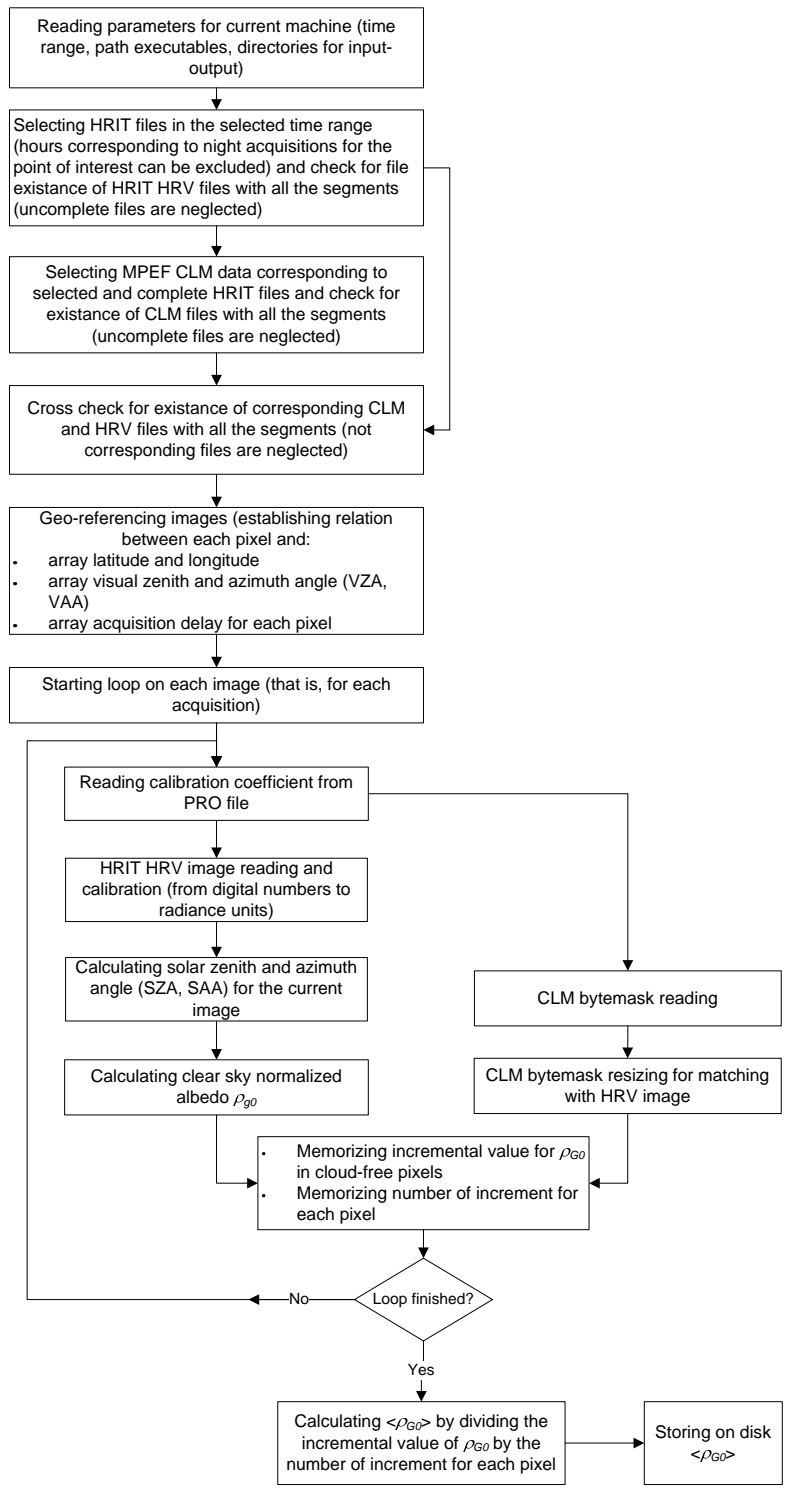 Reading parameters for current machine (time
range, path executables, directories for input-
output)
Selecting HRIT files in the selected time range
(hours corresponding to night acquisitions for the
point of interest can be excluded) and check for file
existance of HRIT HRV files with all the segments
(uncomplete files are neglected)
Selecting MPEF CLM data corresponding to
selected and complete HRIT files and check for
existance of CLM files with all the segments
(uncomplete files are neglected)
Cross check for existance of corresponding CLM
and HRV files with all the segments (not
corresponding files are neglected)
Geo-referencing images (establishing relation
between each pixel and:
• array latitude and longitude
• array visual zenith and azimuth angle (VZA,
VAA)
• array acquisition delay for each pixel
Starting loop on each image (that is, for each
acquisition)
Reading calibration coefficient from
PRO file
HRIT HRV image reading and
calibration (from digital numbers to
radiance units)
Calculating solar zenith and azimuth
angle (SZA, SAA) for the current
image
CLM bytemask reading
Calculating clear sky normalized
albedo ρg0
CLM bytemask resizing for matching
with HRV image
• Memorizing incremental value for ρG0
in cloud-free pixels
• Memorizing number of increment for
each pixel
Loop finished?
No
Yes
Calculating <ρG0> by dividing the
incremental value of ρG0 by the
number of increment for each pixel
Storing on disk
<ρG0>